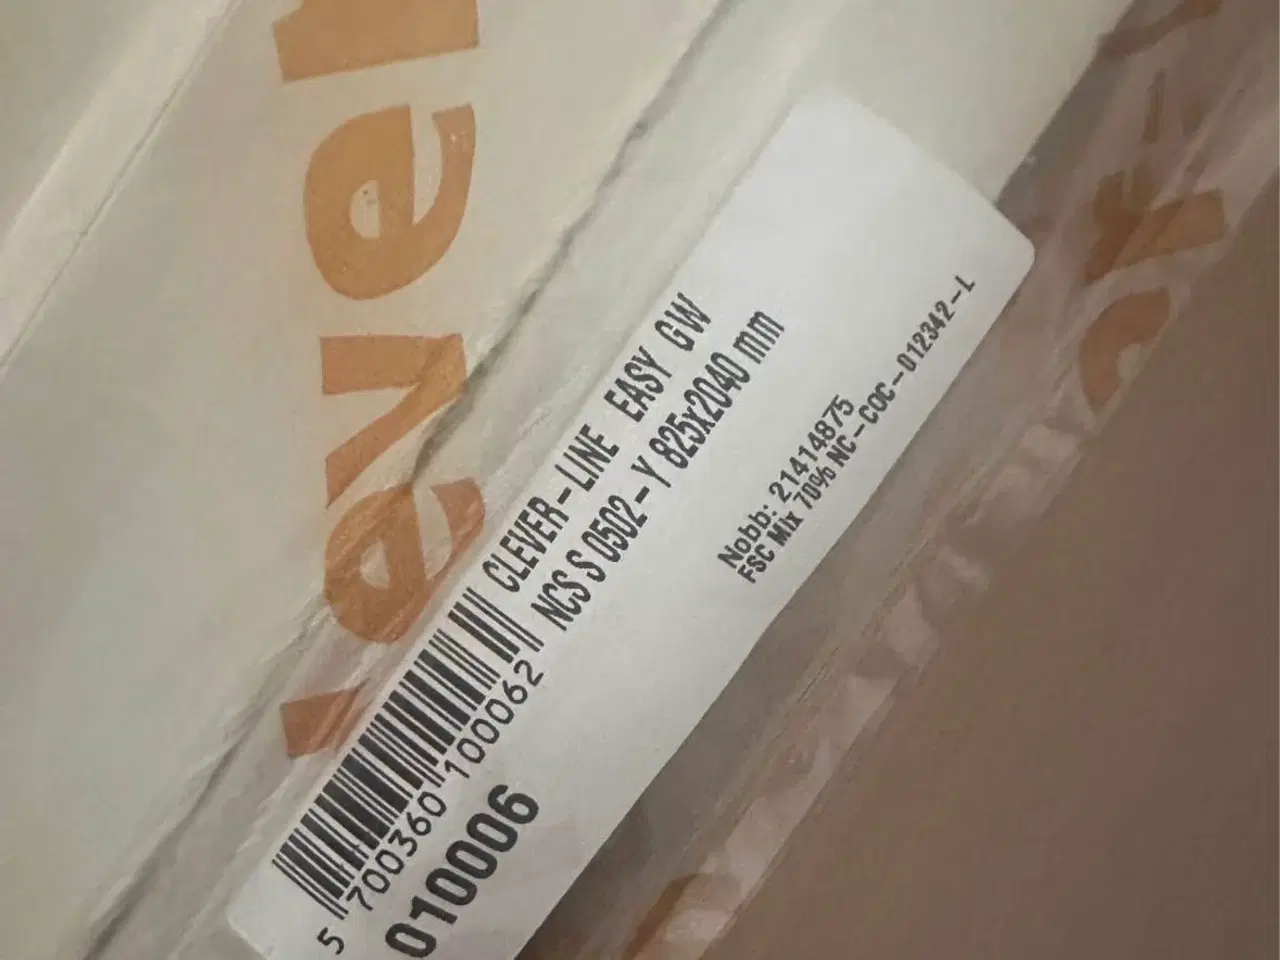 CLEVER-LINE EASY GW
NCS S 0502-Y 825x2040 mm
5 700360 100062
010006
Nobb: 21414875
FSC Mix 70% NC-COC-012342-L